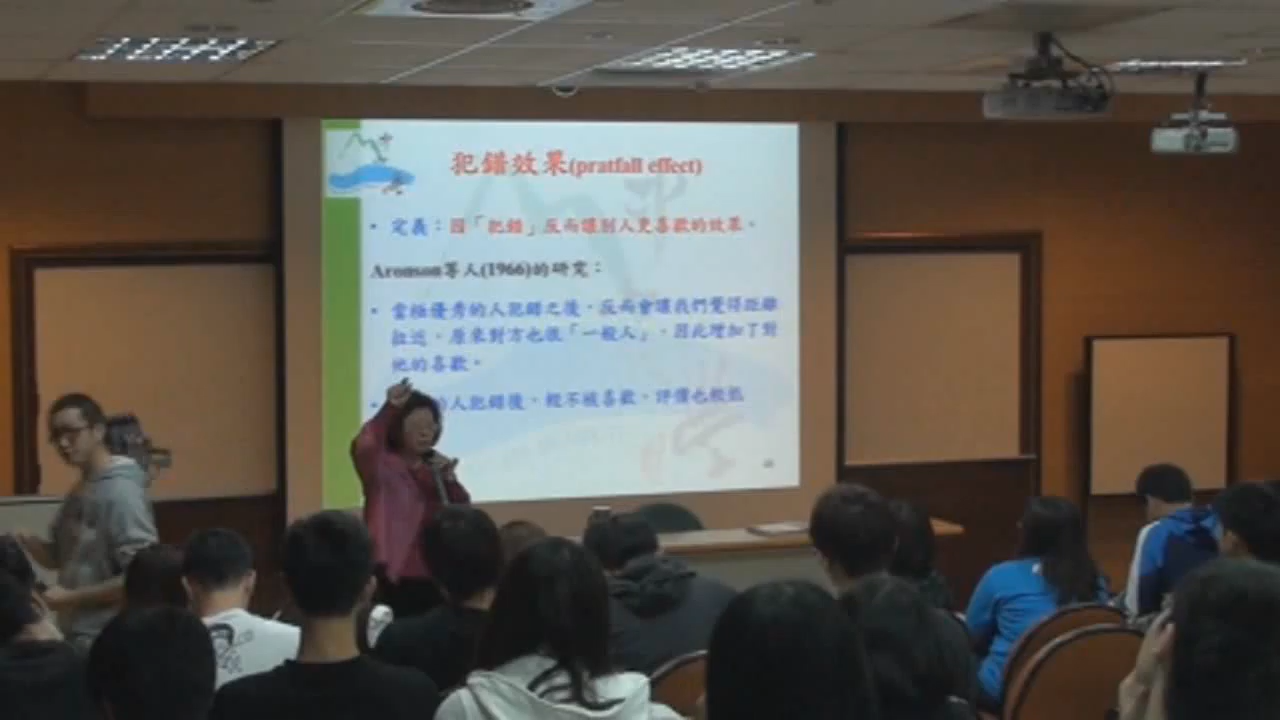 犯錯效果(pratfall effect)
• 定義：因「犯錯」反而讓別人更喜歡的效果。
Aronson等人(1966)的研究：
• 當極優秀的人犯錯之後，反而會讓我們覺得距離
拉近，原來對方也很「一般人」，因此增加了對
他的喜歡。
• 的人犯錯後，較不被喜歡，評價也較低